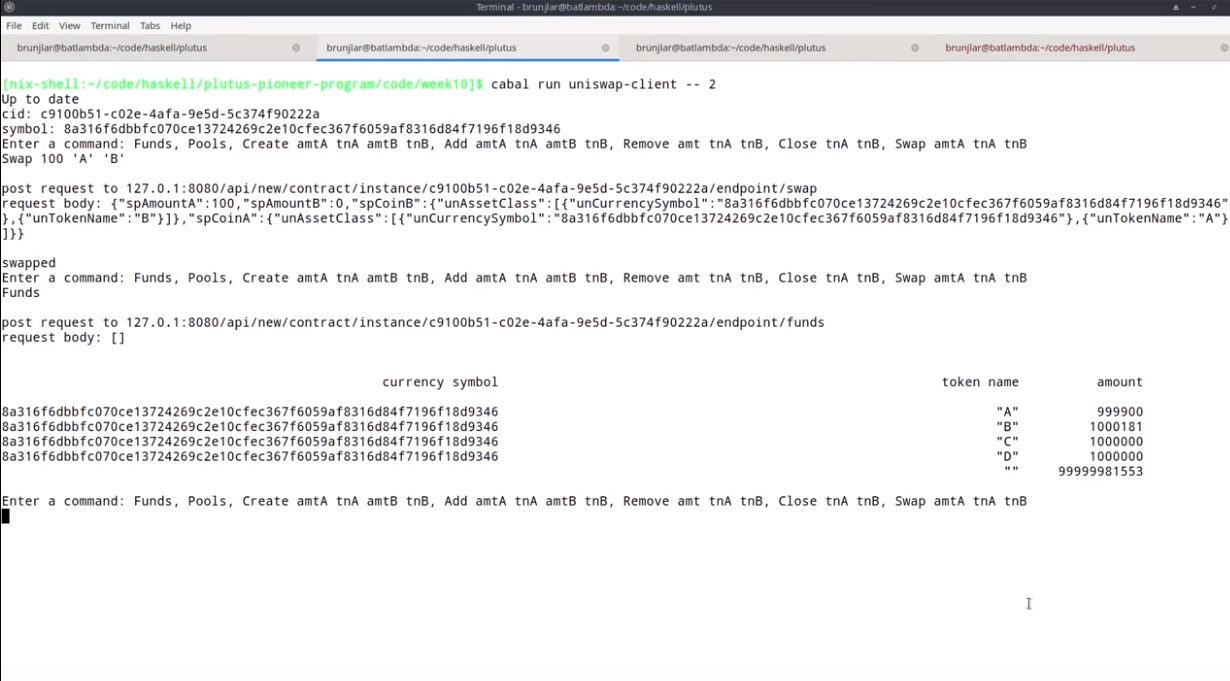 Terminal - brunjlar@batlambda:~/code/haskell/plutus
File Edit View Terminal Tabs Help
brunjlar@batlambda:~/code/haskell/plutus brunjlar@batlambda:~/code/haskell/plutus brunjlar@batlambda:~/code/haskell/plutus brunjlar@batlambda:~/code/haskell/plutus
[nix-shell:~/code/haskell/plutus-pioneer-program/code/week10]$ cabal run uniswap-client -- 2
Up to date
cid: c9100b51-c02e-4afa-9e5d-5c374f90222a
symbol: 8a316f6dbbfc070ce13724269c2e10cfec367f6059af8316d84f7196f18d9346
Enter a command: Funds, Pools, Create amtA tnA amtB tnB, Add amtA tnA amtB tnB, Remove amt tnA tnB, Close tnA tnB, Swap amtA tnA tnB
Swap 100 'A' 'B'
post request to 127.0.1:8080/api/new/contract/instance/c9100b51-c02e-4afa-9e5d-5c374f90222a/endpoint/swap
request body: {"spAmountA":100,"spAmountB":0,"spCoinB":{"unAssetClass":[{"unCurrencySymbol":"8a316f6dbbfc070ce13724269c2e10cfec367f6059af8316d84f7196f18d9346"
},{"unTokenName":"B"}]},"spCoinA":{"unAssetClass":[{"unCurrencySymbol":"8a316f6dbbfc070ce13724269c2e10cfec367f6059af8316d84f7196f18d9346"},{"unTokenName":"A"}
]}}
swapped
Enter a command: Funds, Pools, Create amtA tnA amtB tnB, Add amtA tnA amtB tnB, Remove amt tnA tnB, Close tnA tnB, Swap amtA tnA tnB
Funds
post request to 127.0.1:8080/api/new/contract/instance/c9100b51-c02e-4afa-9e5d-5c374f90222a/endpoint/funds
request body: []
currency symbol token name amount
8a316f6dbbfc070ce13724269c2e10cfec367f6059af8316d84f7196f18d9346 "A" 999900
8a316f6dbbfc070ce13724269c2e10cfec367f6059af8316d84f7196f18d9346 "B" 1000181
8a316f6dbbfc070ce13724269c2e10cfec367f6059af8316d84f7196f18d9346 "C" 1000000
8a316f6dbbfc070ce13724269c2e10cfec367f6059af8316d84f7196f18d9346 "D" 1000000
"" 99999981553
Enter a command: Funds, Pools, Create amtA tnA amtB tnB, Add amtA tnA amtB tnB, Remove amt tnA tnB, Close tnA tnB, Swap amtA tnA tnB